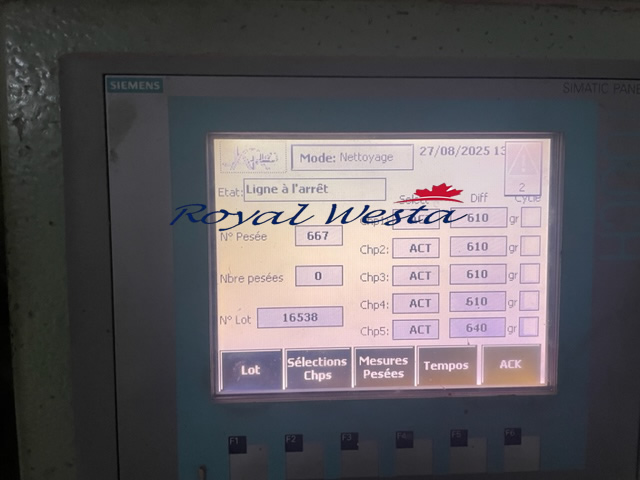 SIEMENS
SIMATIC PANE
Mode: Nettoyage
27/08/2025 13
2
Etat: Ligne à l'arrêt
Diff
Cycle
Royal Westa
610 gr
N° Pesée 667
Chp2: ACT 610 gr
Nbre pesées 0
Chp3: ACT 610 gr
Chp4: ACT 610 gr
N° Lot 16538
Chp5: ACT 640 gr
Lot
Sélections Chps
Mesures Pesées
Tempos
ACK
F1 F2 F3 F4 F5 F6